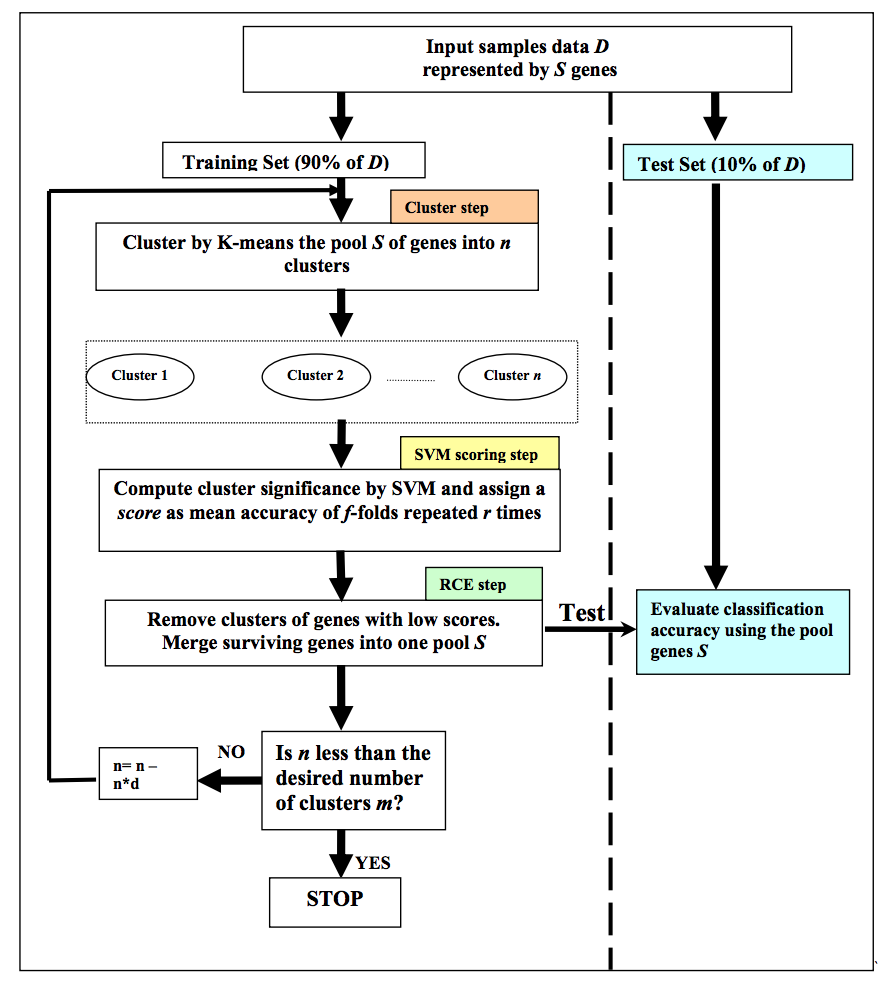 Input samples data D
represented by S genes
Training Set (90% of D)
Test Set (10% of D)
Cluster step
Cluster by K-means the pool S of genes into n
clusters
Cluster 1
Cluster 2
..............
Cluster n
SVM scoring step
Compute cluster significance by SVM and assign a
score as mean accuracy of f-folds repeated r times
RCE step
Remove clusters of genes with low scores.
Merge surviving genes into one pool S
Test
Evaluate classification
accuracy using the pool
genes S
Is n less than the
desired number
of clusters m?
NO
n= n –
n*d
YES
STOP